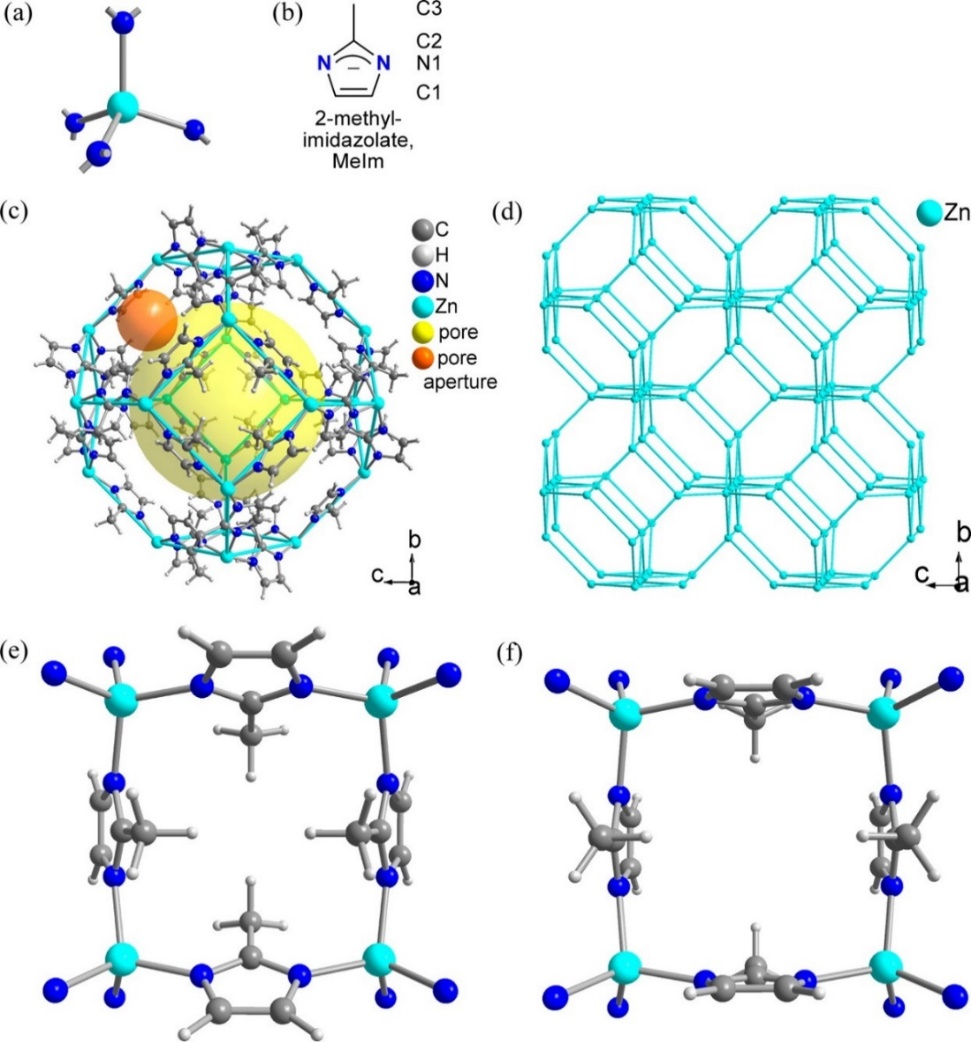 (a)
(b)
C3
C2
N N N1
–
C1
2-methyl-
imidazolate,
MeIm
(c)
C
H
N
Zn
pore
pore
aperture
b
c
a
(d)
Zn
b
c
a
(e)
(f)